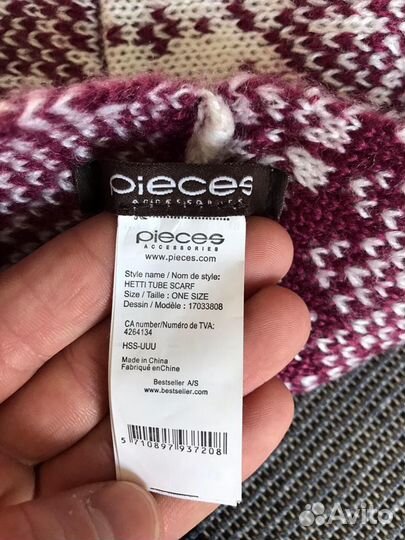 pieces
ACCESSORIES
pieces
ACCESSORIES
www.pieces.com
Style name / Nom de style:
HETTI TUBE SCARF
Size / Taille : ONE SIZE
Dessin / Modèle : 17033808
CA number/Numéro de TVA:
4264134
HSS-UUU
Made in China
Fabriqué enChine
Bestseller A/S
www.bestseller.com
5 710897 937208
Avito